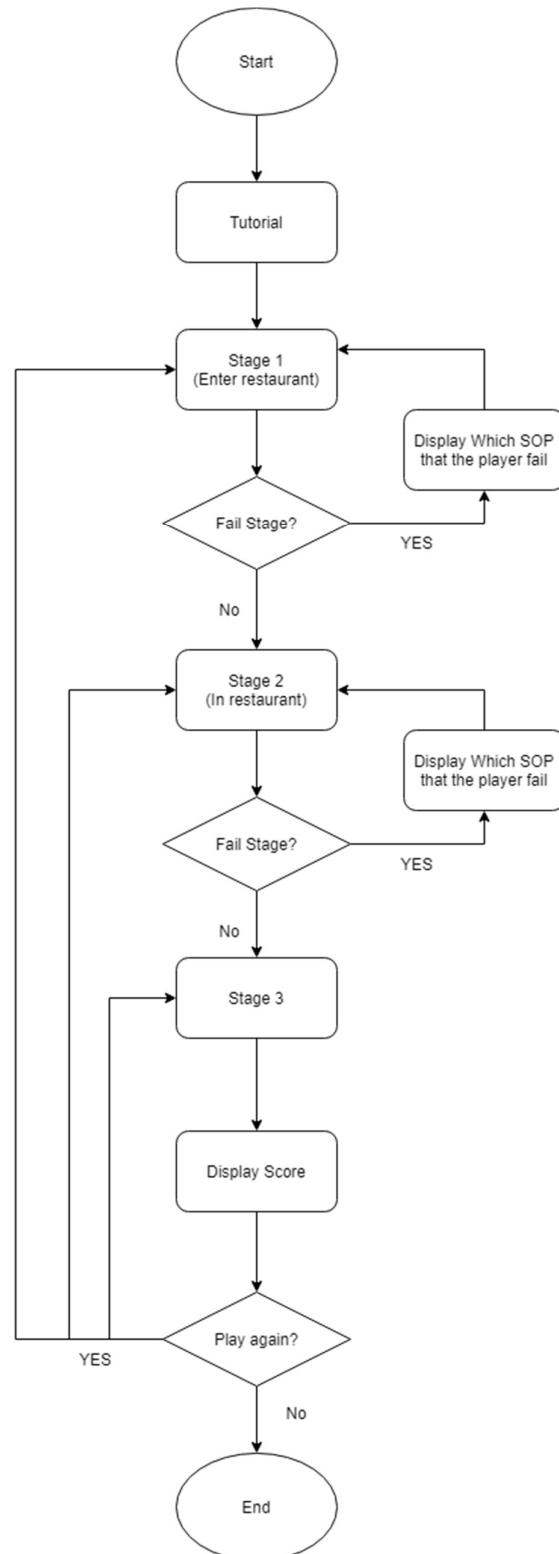 Start
Tutorial
Stage 1
(Enter restaurant)
Display Which SOP
that the player fail
Fail Stage?
YES
No
Stage 2
(In restaurant)
Display Which SOP
that the player fail
Fail Stage?
YES
No
Stage 3
Display Score
Play again?
YES
No
End